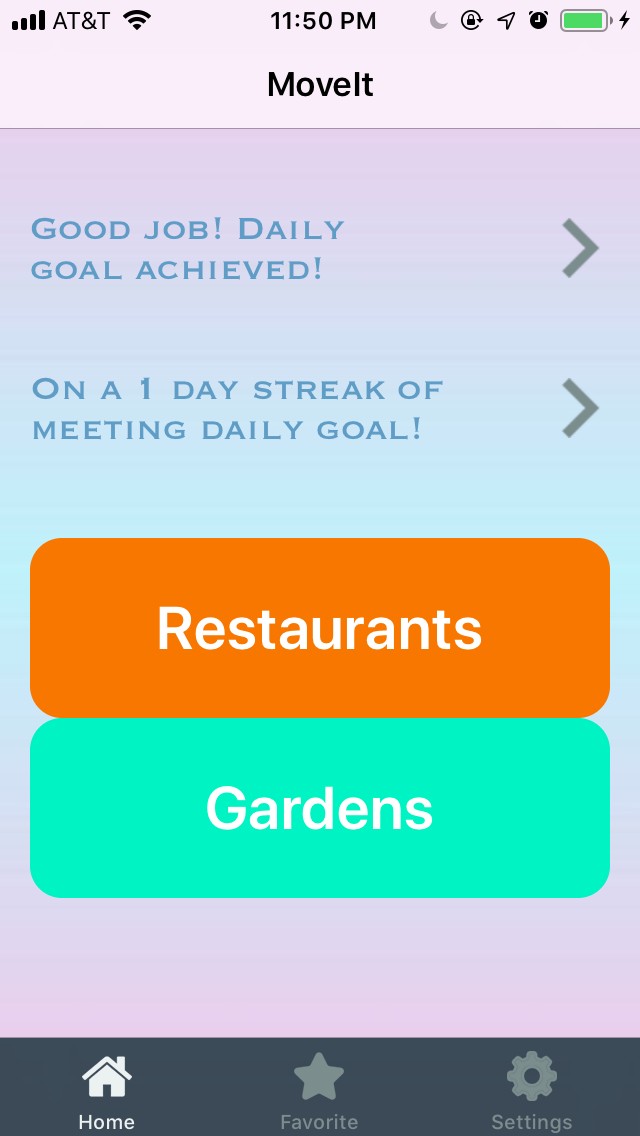 AT&T 11:50 PM
MoveIt
Good job! Daily
goal achieved!
On a 1 day streak of
meeting daily goal!
Restaurants
Gardens
Home Favorite Settings